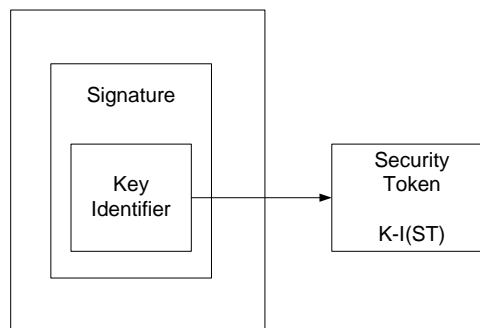 Signature
Key
Identifier
Security
Token
K-I(ST)